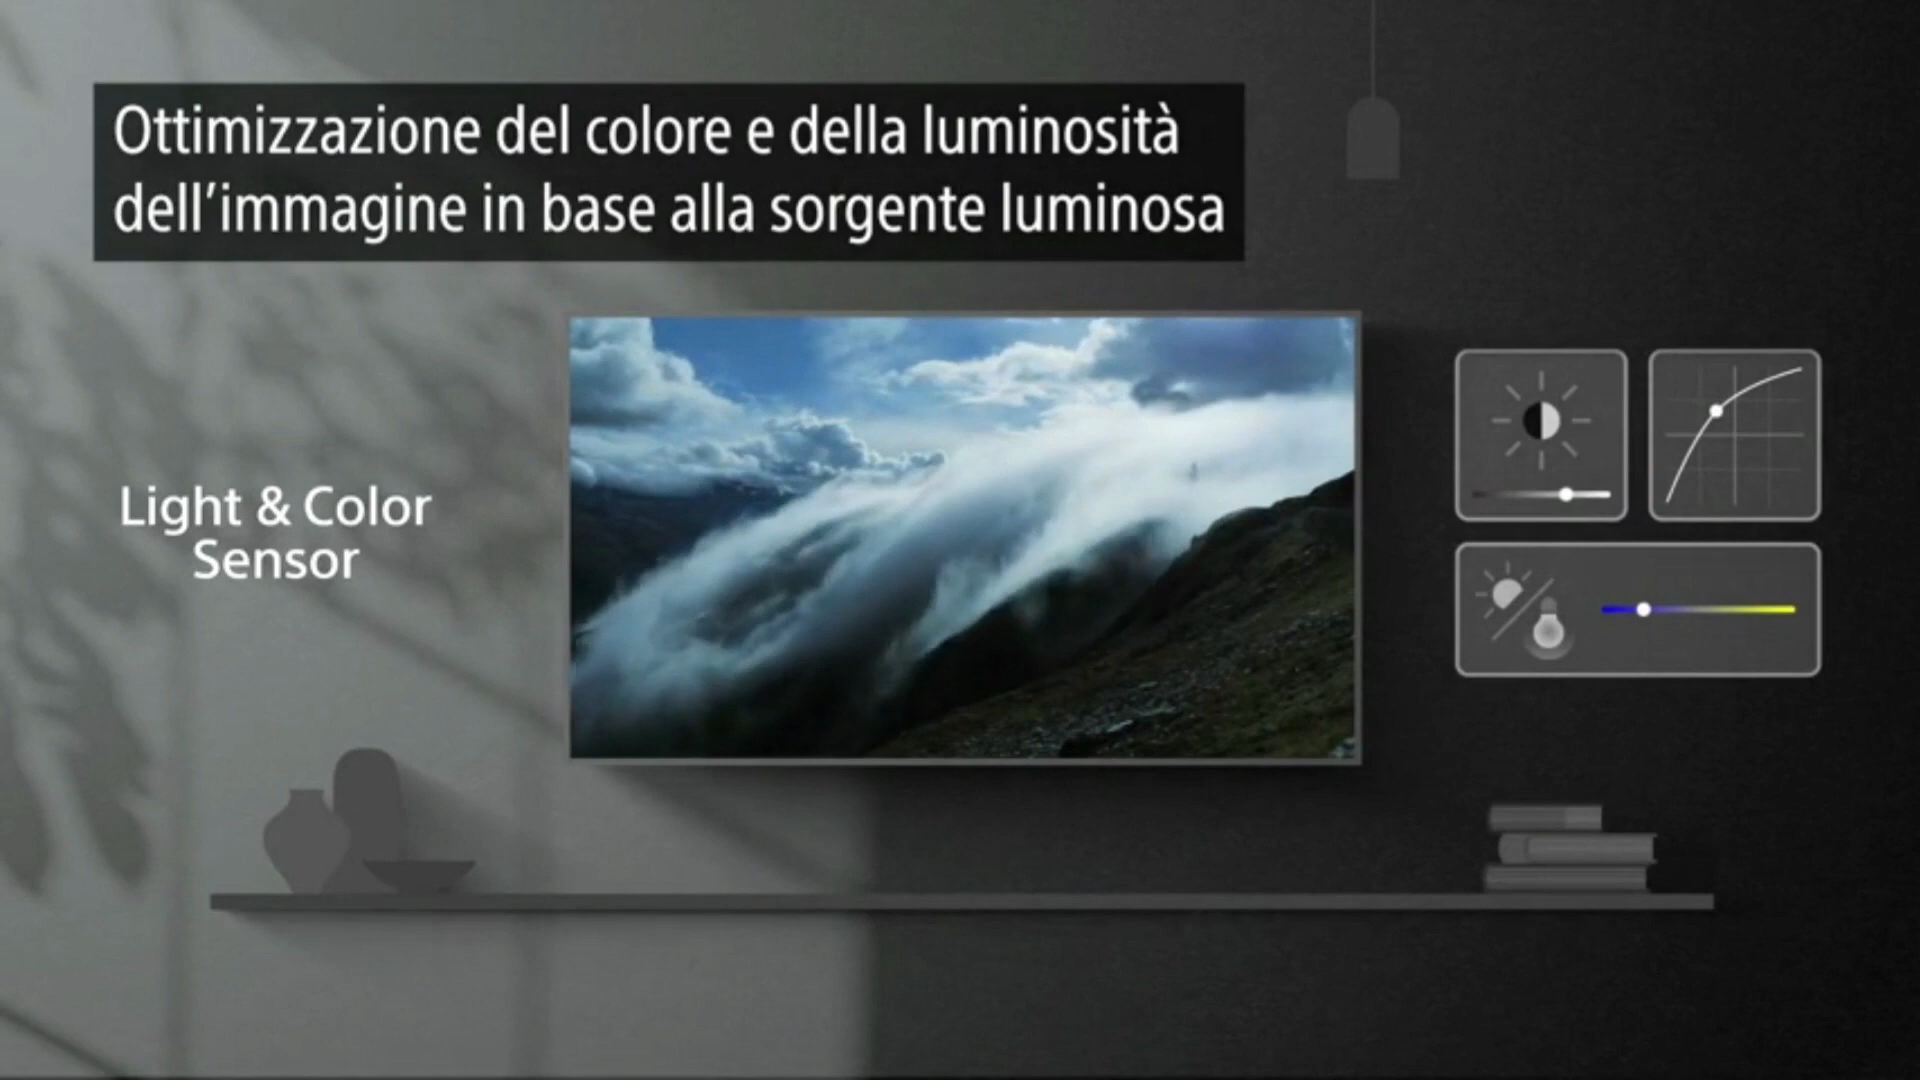 Ottimizzazione del colore e della luminosità
dell’immagine in base alla sorgente luminosa
Light & Color
Sensor